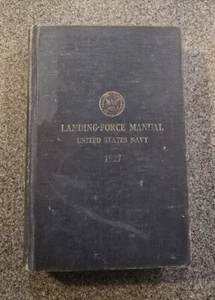 LANDING-FORCE MANUAL
UNITED STATES NAVY
1927